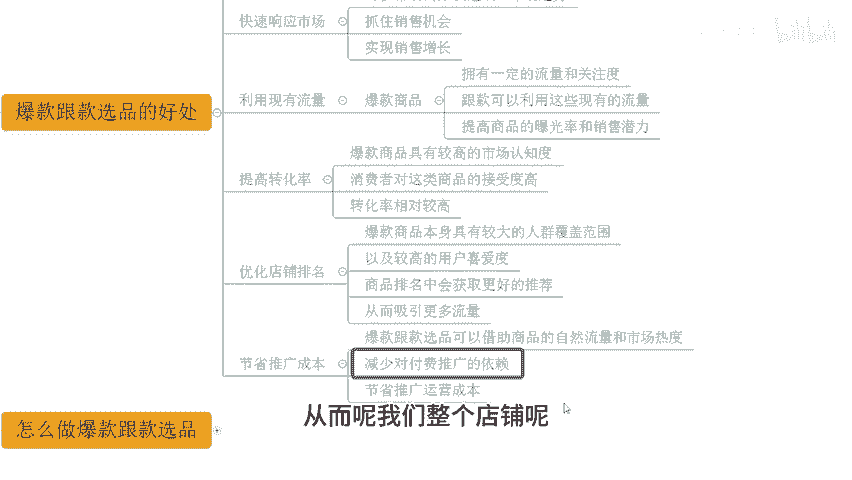 快速响应市场
抓住销售机会
实现销售增长
爆款跟款选品的好处
利用现有流量
爆款商品
拥有一定的流量和关注度
跟款可以利用这些现有的流量
提高商品的曝光率和销售潜力
提高转化率
爆款商品具有较高的市场认知度
消费者对这类商品的接受度高
转化率相对较高
优化店铺排名
爆款商品本身具有较大的人群覆盖范围
以及较高的用户喜爱度
商品排名中会获取更好的推荐
从而吸引更多流量
节省推广成本
爆款跟款选品可以借助商品的自然流量和市场热度
减少对付费推广的依赖
节省推广运营成本
从而呢我们整个店铺呢
怎么做爆款跟款选品